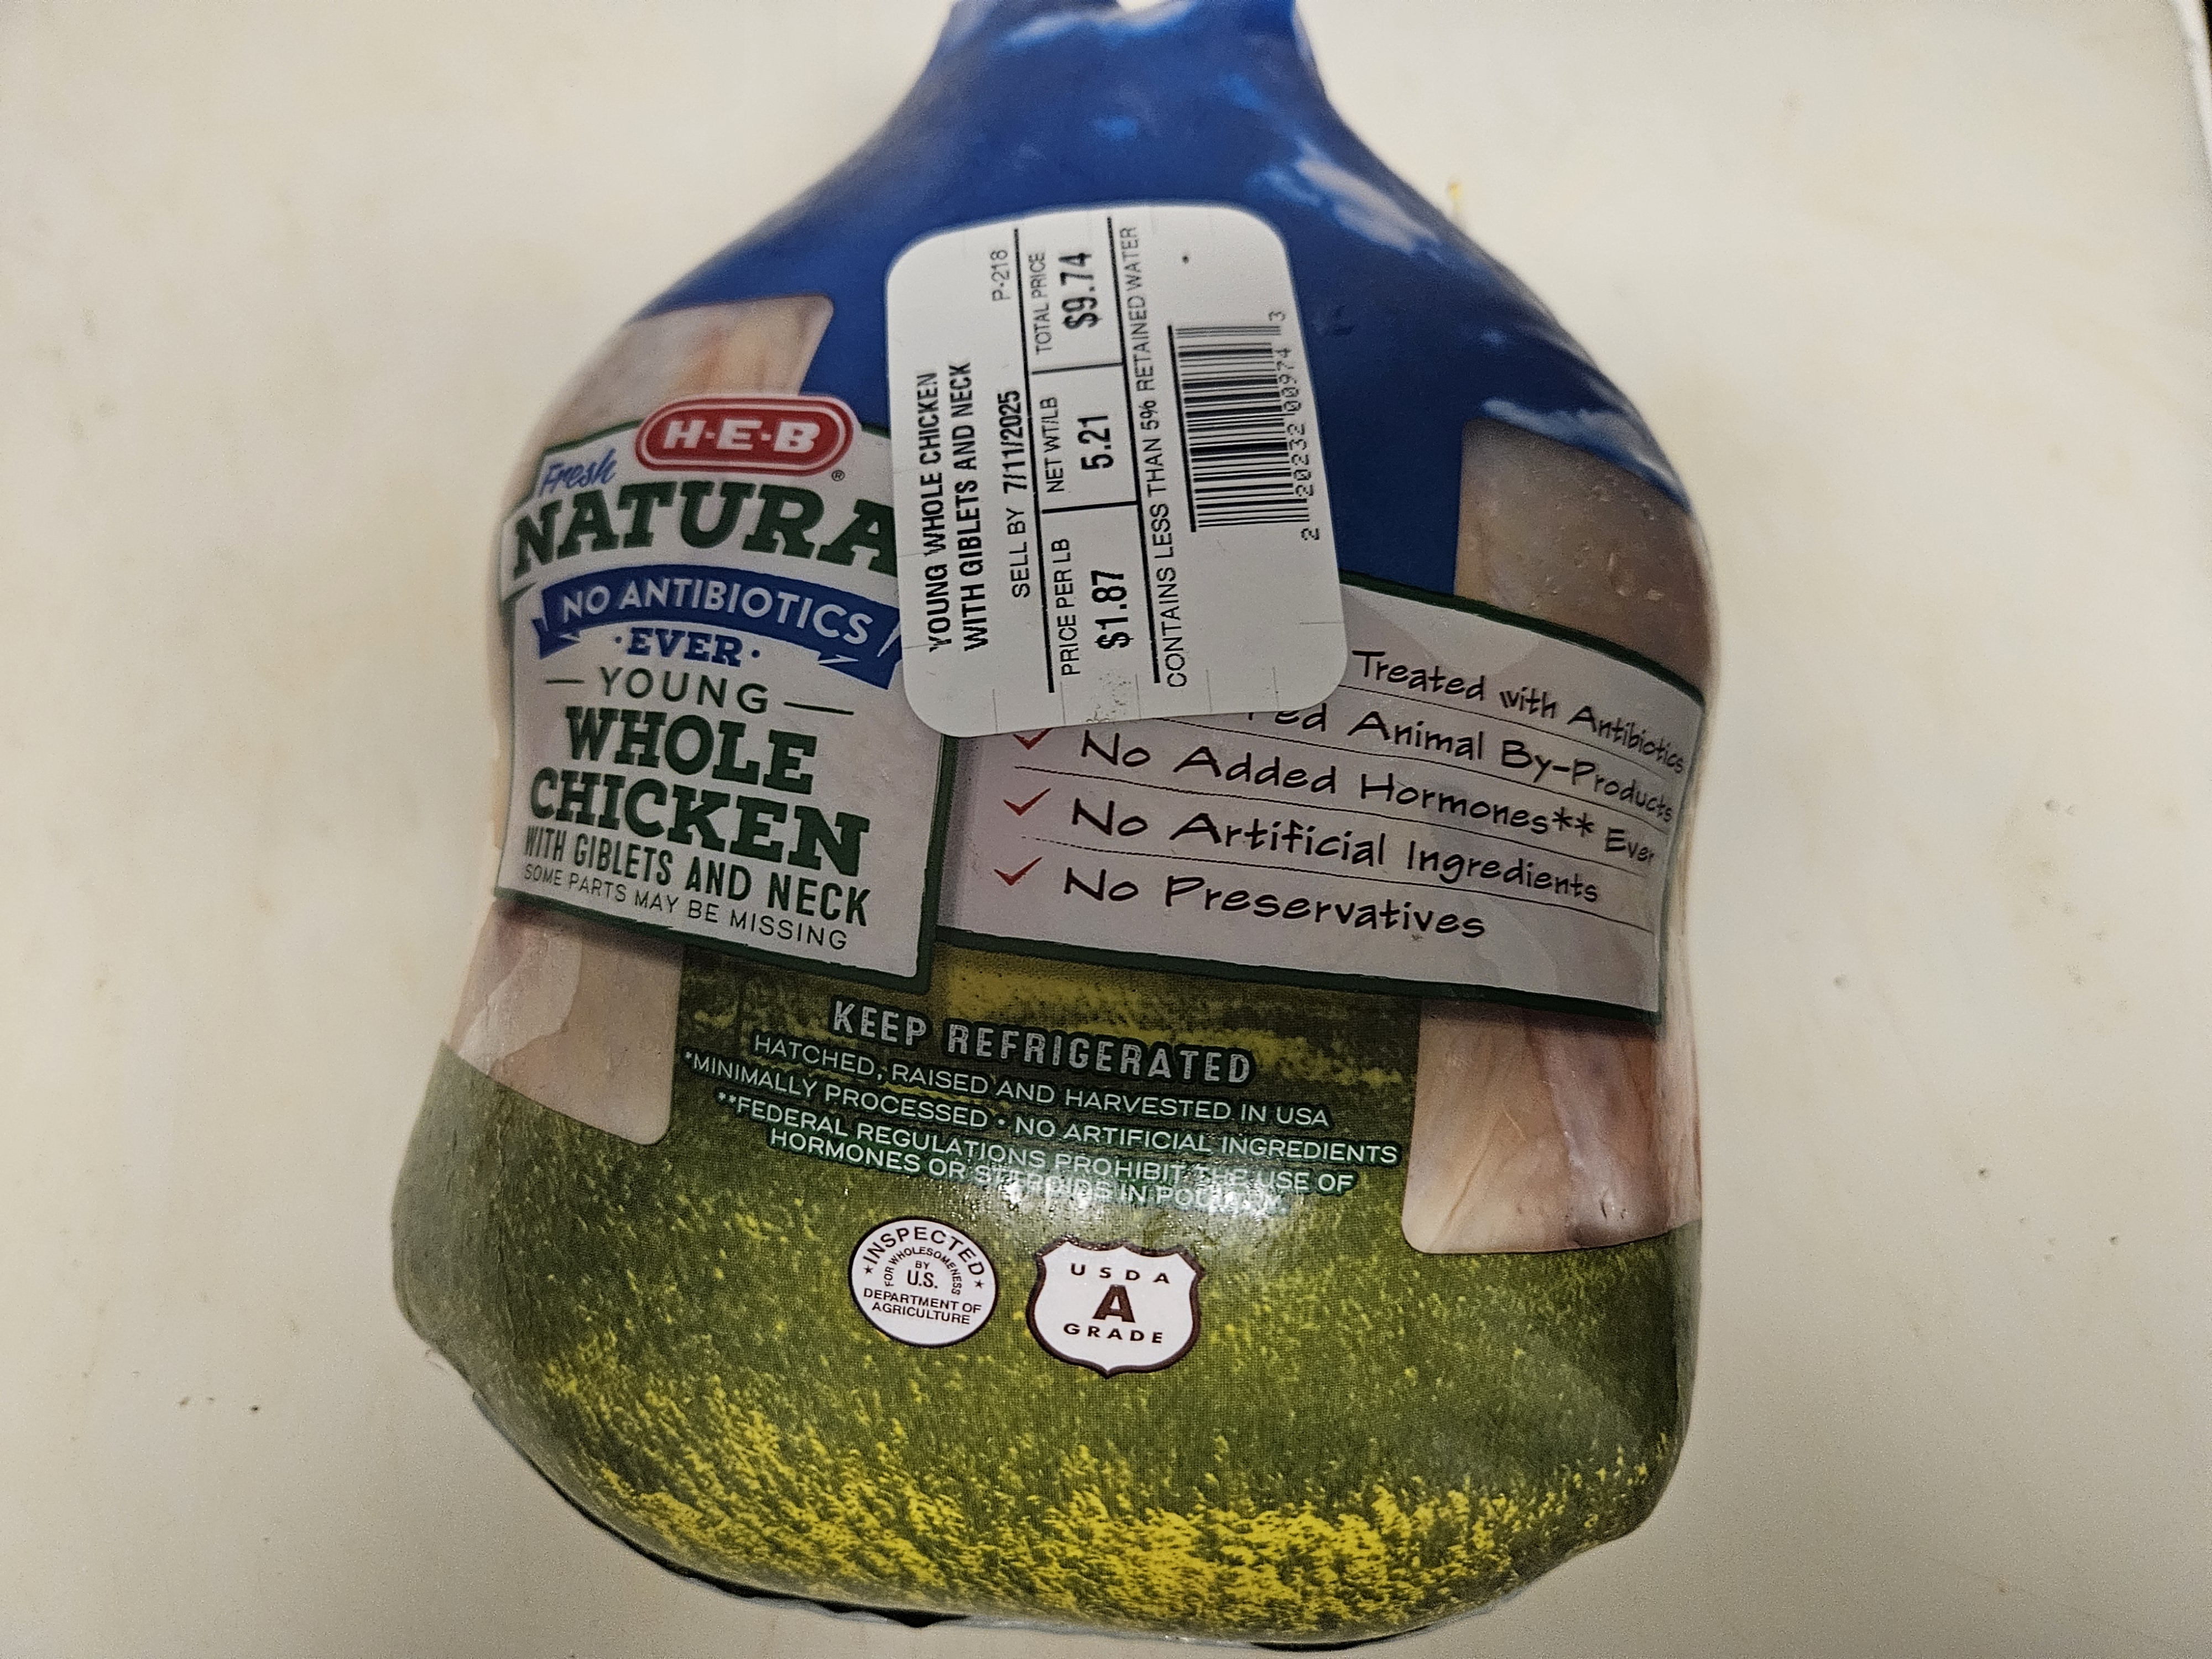 H-E-B®
Fresh
NATURA
NO ANTIBIOTICS
·EVER·
YOUNG
WHOLE
CHICKEN
WITH GIBLETS AND NECK
SOME PARTS MAY BE MISSING
YOUNG WHOLE CHICKEN
WITH GIBLETS AND NECK
SELL BY 7/11/2025 P-218
PRICE PER LB NET WT/LB TOTAL PRICE
$1.87 5.21 $9.74
CONTAINS LESS THAN 5% RETAINED WATER
2 20232 00974 3
Treated with Antibiotics
ed Animal By-Products
No Added Hormones** Ever
No Artificial Ingredients
No Preservatives
KEEP REFRIGERATED
HATCHED, RAISED AND HARVESTED IN USA
*MINIMALLY PROCESSED • NO ARTIFICIAL INGREDIENTS
**FEDERAL REGULATIONS PROHIBIT THE USE OF
HORMONES OR STEROIDS IN
INSPECTED
FOR WHOLESOMENESS
BY
U.S.
DEPARTMENT OF
AGRICULTURE
USDA
A
GRADE